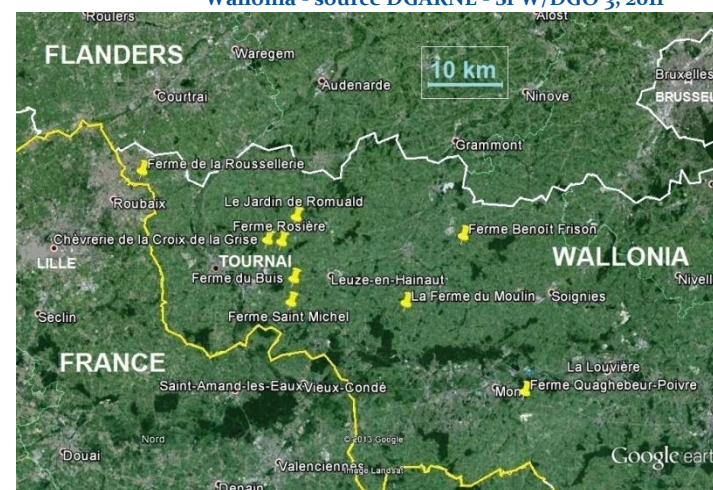 Wallonia - source DGARNE - SPW/DGO 3, 2011
Roulers
Alost
FLANDERS
Waregem
10 km
Audenarde
Bruxelles
Courtrai
Ninove
BRUSSEL
Grammont
Ferme de la Roussellerie
Roubaix
Le Jardin de Romuald
Ferme Rosière
Ferme Benoît Frison
Chèvrerie de la Croix de la Grise
LILLE
TOURNAI
WALLONIA
Ferme du Buis
Leuze-en-Hainaut
Nivell
La Ferme du Moulin
Soignies
Seclin
Ferme Saint Michel
FRANCE
La Louvière
Saint-Amand-les-Eaux
Vieux-Condé
Mon
Ferme Quaghebeur-Poivre
Nord
© 2013 Google
Douai
Google eart
Valenciennes
Image Landsat
Denain